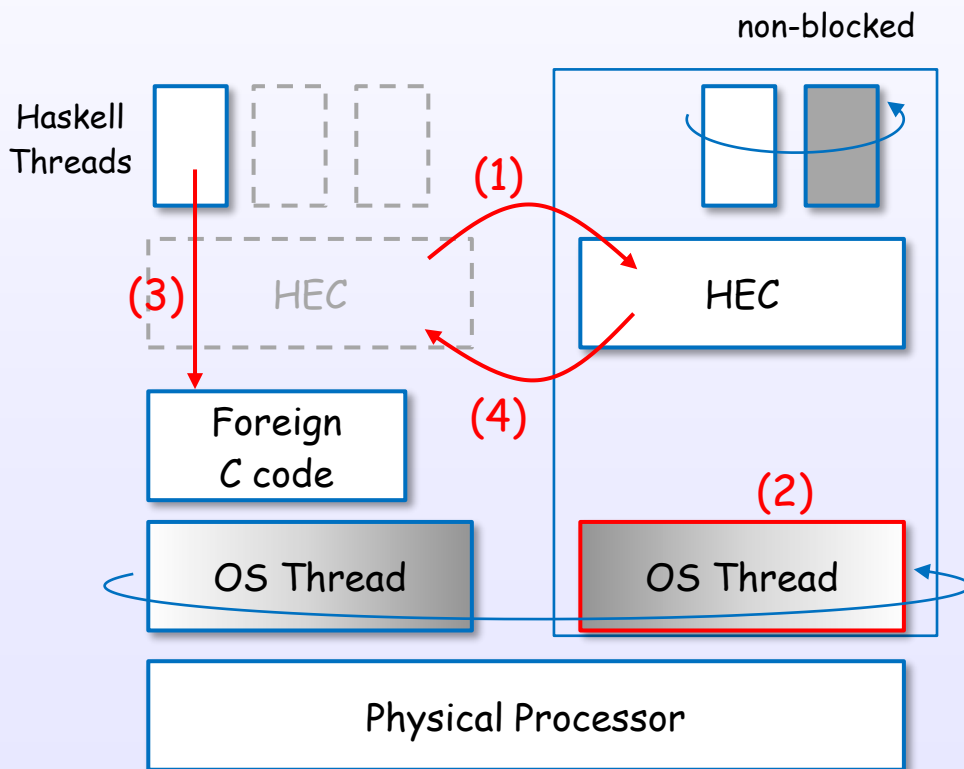 non-blocked
Haskell
Threads
(1)
HEC
HEC
(3)
(4)
Foreign
C code
(2)
OS Thread
OS Thread
Physical Processor